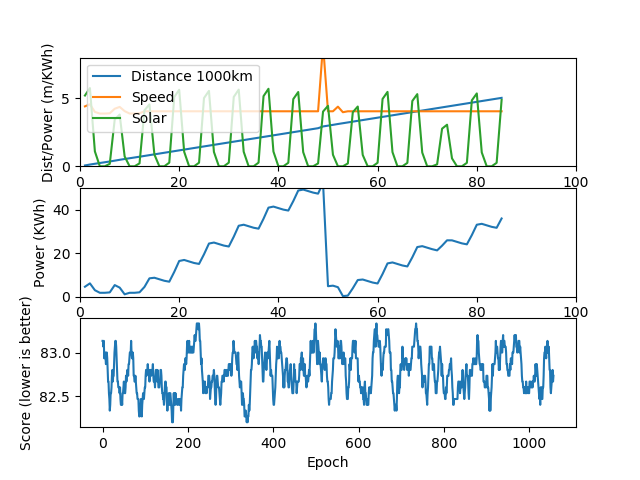 Dist/Power (m/KWh)
5
0
Distance 1000km
Speed
Solar
0 20 40 60 80 100
Power (KWh)
40
20
0
0 20 40 60 80 100
Score (lower is better)
83.0
82.5
0 200 400 600 800 1000
Epoch